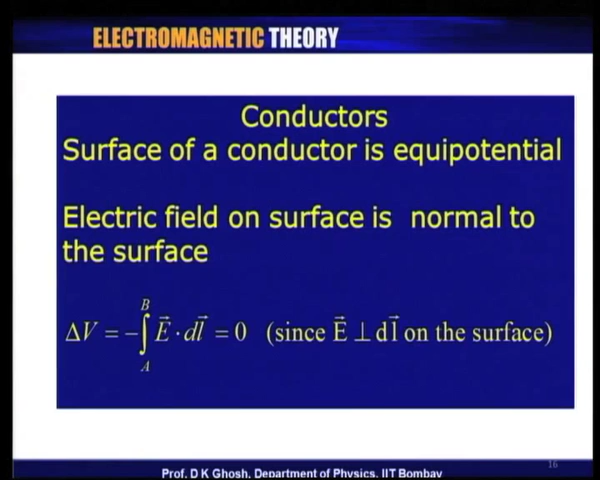 ELECTROMAGNETIC THEORY
Conductors
Surface of a conductor is equipotential
Electric field on surface is normal to
the surface
ΔV = −∫_A^B E⃗ · dl⃗ = 0 (since E⃗ ⊥ dl⃗ on the surface)
16
Prof. D K Ghosh, Department of Physics, IIT Bombay